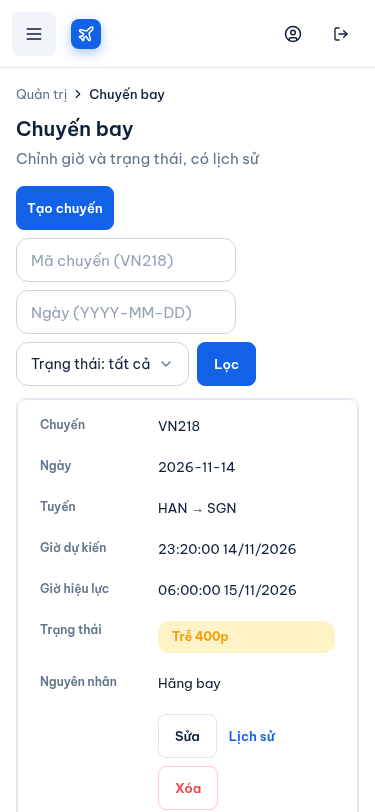 Quản trị > Chuyến bay
Chuyến bay
Chỉnh giờ và trạng thái, có lịch sử
Tạo chuyến
Mã chuyến (VN218)
Ngày (YYYY-MM-DD)
Trạng thái: tất cả Lọc
Chuyến VN218
Ngày 2026-11-14
Tuyến HAN → SGN
Giờ dự kiến 23:20:00 14/11/2026
Giờ hiệu lực 06:00:00 15/11/2026
Trạng thái Trễ 400p
Nguyên nhân Hãng bay
Sửa Lịch sử
Xóa